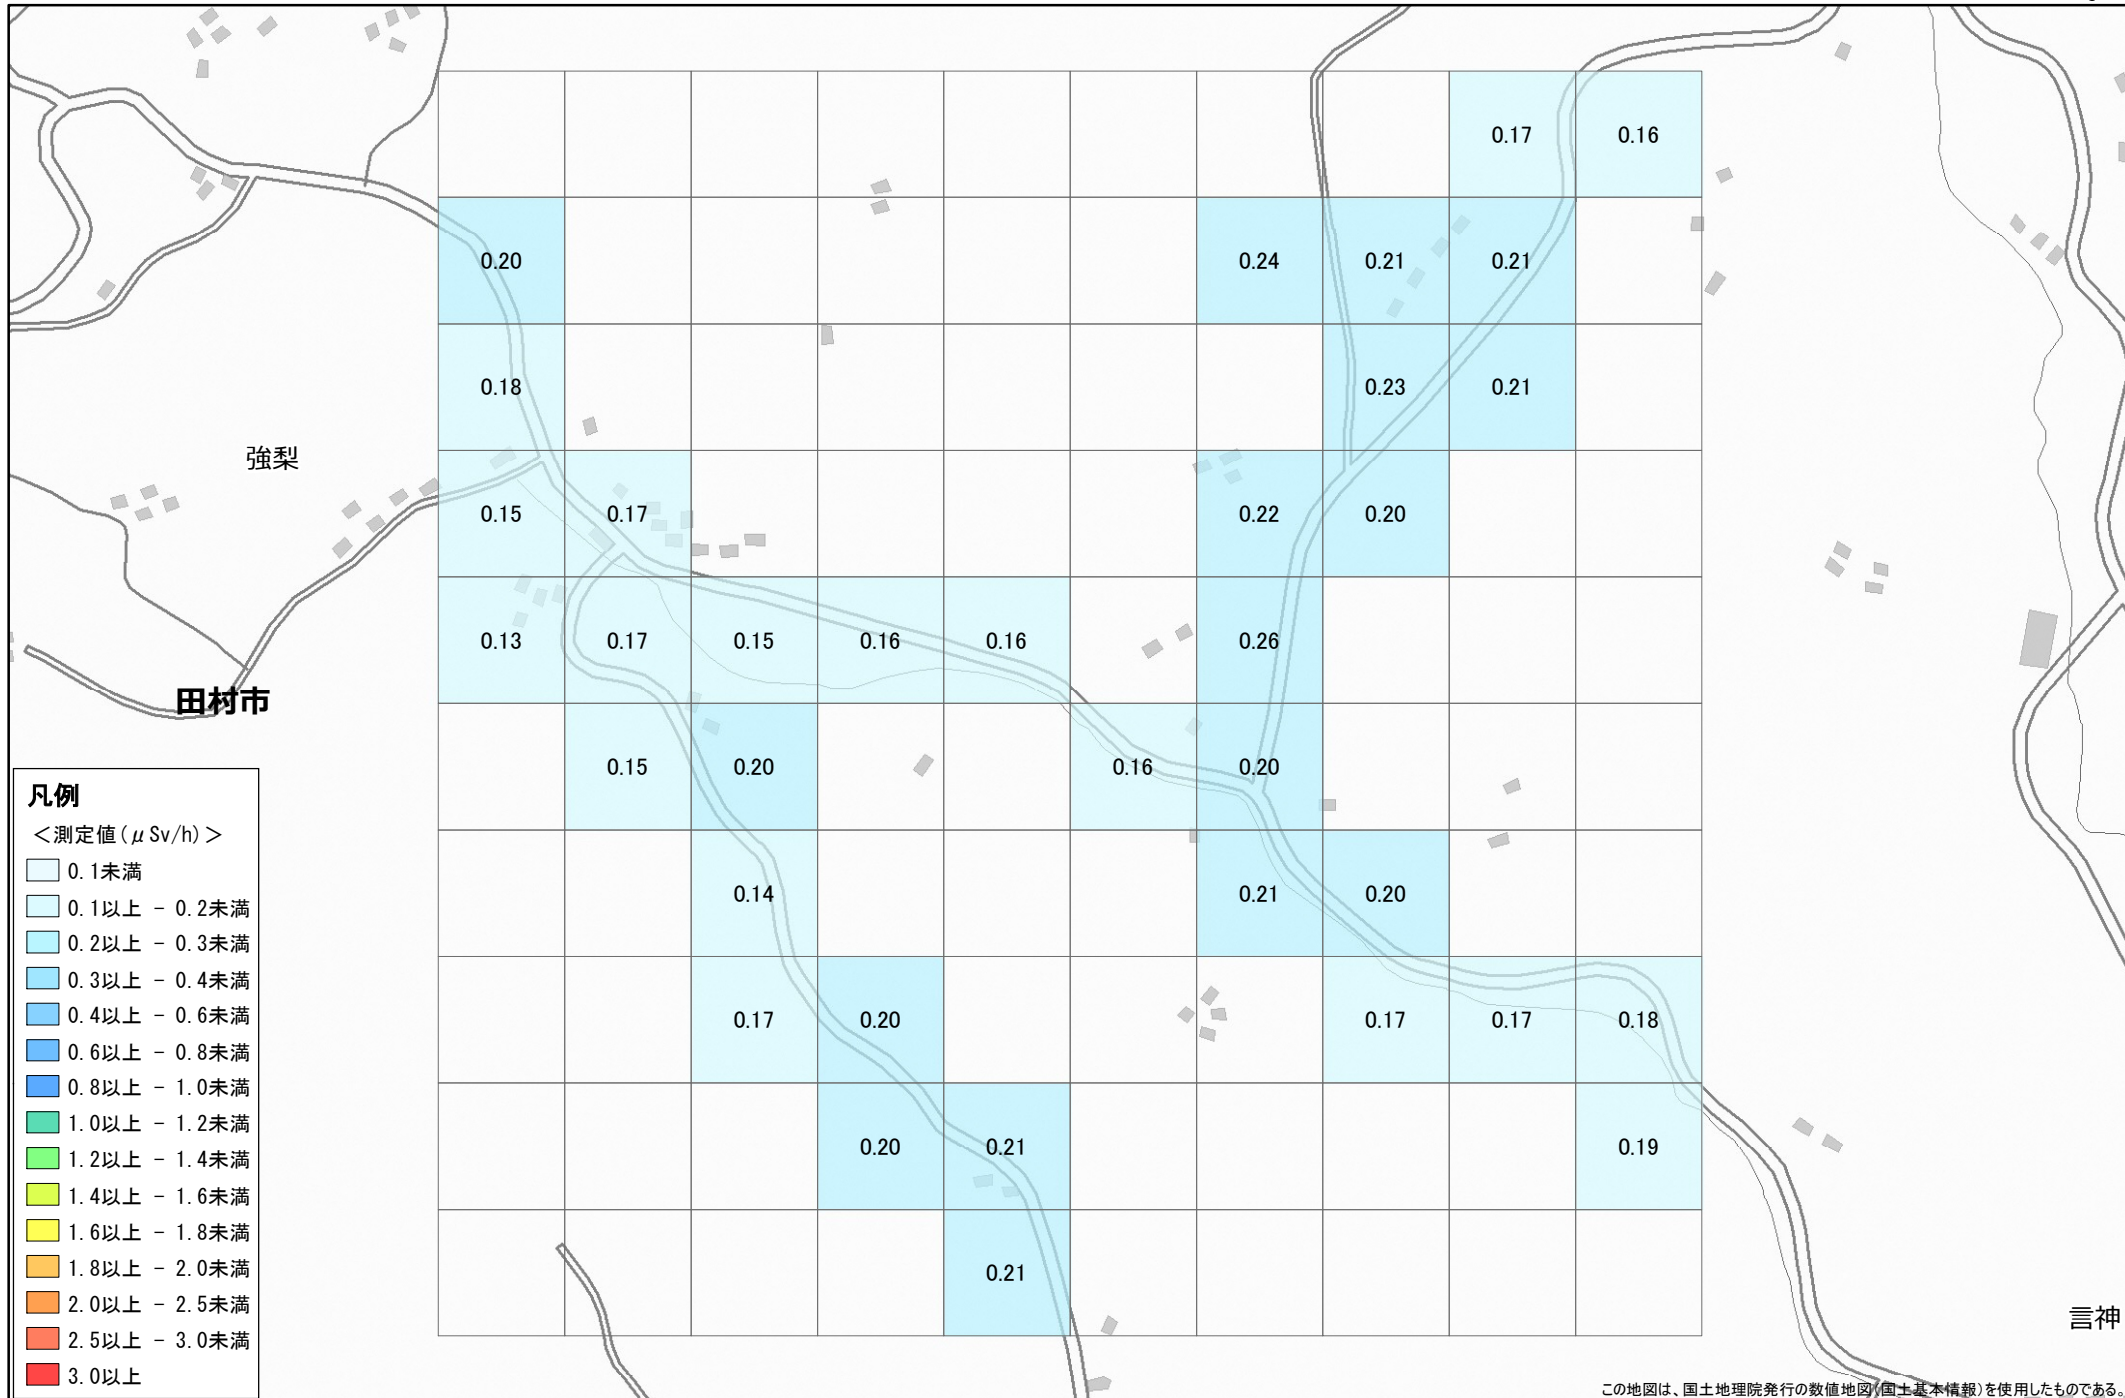 0.17 0.16
0.20 0.24 0.21 0.21
0.18 0.23 0.21
強梨
0.15 0.17 0.22 0.20
0.13 0.17 0.15 0.16 0.16 0.26
田村市
0.15 0.20 0.16 0.20
0.14 0.21 0.20
0.17 0.20 0.17 0.17 0.18
0.20 0.21 0.19
0.21
凡例
＜測定値(μSv/h)＞
0.1未満
0.1以上 - 0.2未満
0.2以上 - 0.3未満
0.3以上 - 0.4未満
0.4以上 - 0.6未満
0.6以上 - 0.8未満
0.8以上 - 1.0未満
1.0以上 - 1.2未満
1.2以上 - 1.4未満
1.4以上 - 1.6未満
1.6以上 - 1.8未満
1.8以上 - 2.0未満
2.0以上 - 2.5未満
2.5以上 - 3.0未満
3.0以上
言神
この地図は、国土地理院発行の数値地図(国土基本情報)を使用したものである。